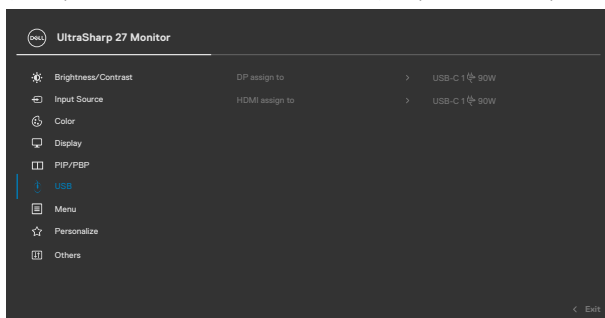 DELL UltraSharp 27 Monitor
Brightness/Contrast DP assign to > USB-C 1 90W
Input Source HDMI assign to > USB-C 1 90W
Color
Display
PIP/PBP
USB
Menu
Personalize
Others
< Exit